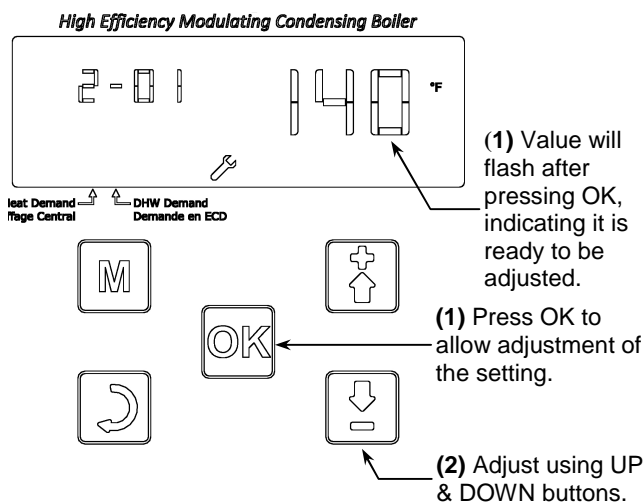 High Efficiency Modulating Condensing Boiler
2-01 140 °F
eat Demand
ffage Central
DHW Demand
Demande en ECD
(1) Value will
flash after
pressing OK,
indicating it is
ready to be
adjusted.
M
OK
(1) Press OK to
allow adjustment of
the setting.
(2) Adjust using UP
& DOWN buttons.